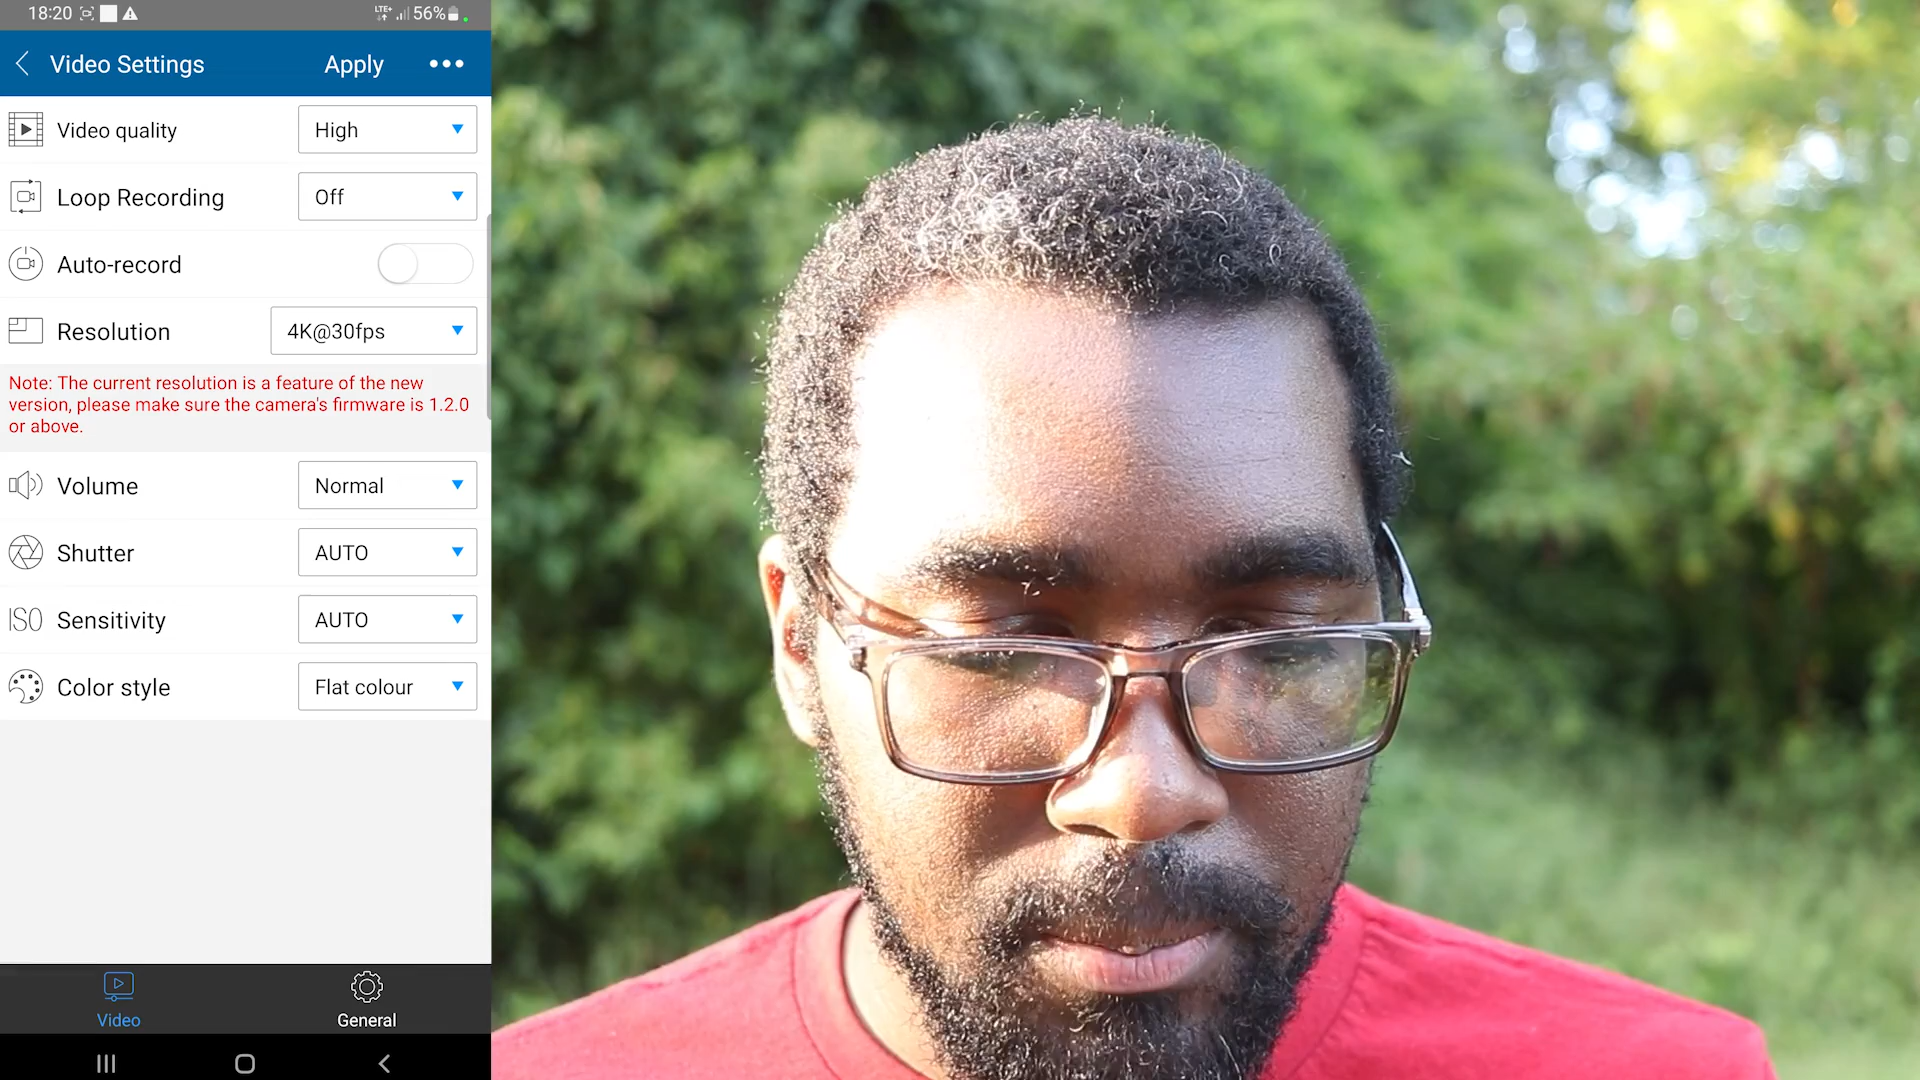 18:20 LTE+ 56%
Video Settings Apply
Video quality High
Loop Recording Off
Auto-record
Resolution 4K@30fps
Note: The current resolution is a feature of the new
version, please make sure the camera's firmware is 1.2.0
or above.
Volume Normal
Shutter AUTO
ISO Sensitivity AUTO
Color style Flat colour
Video General